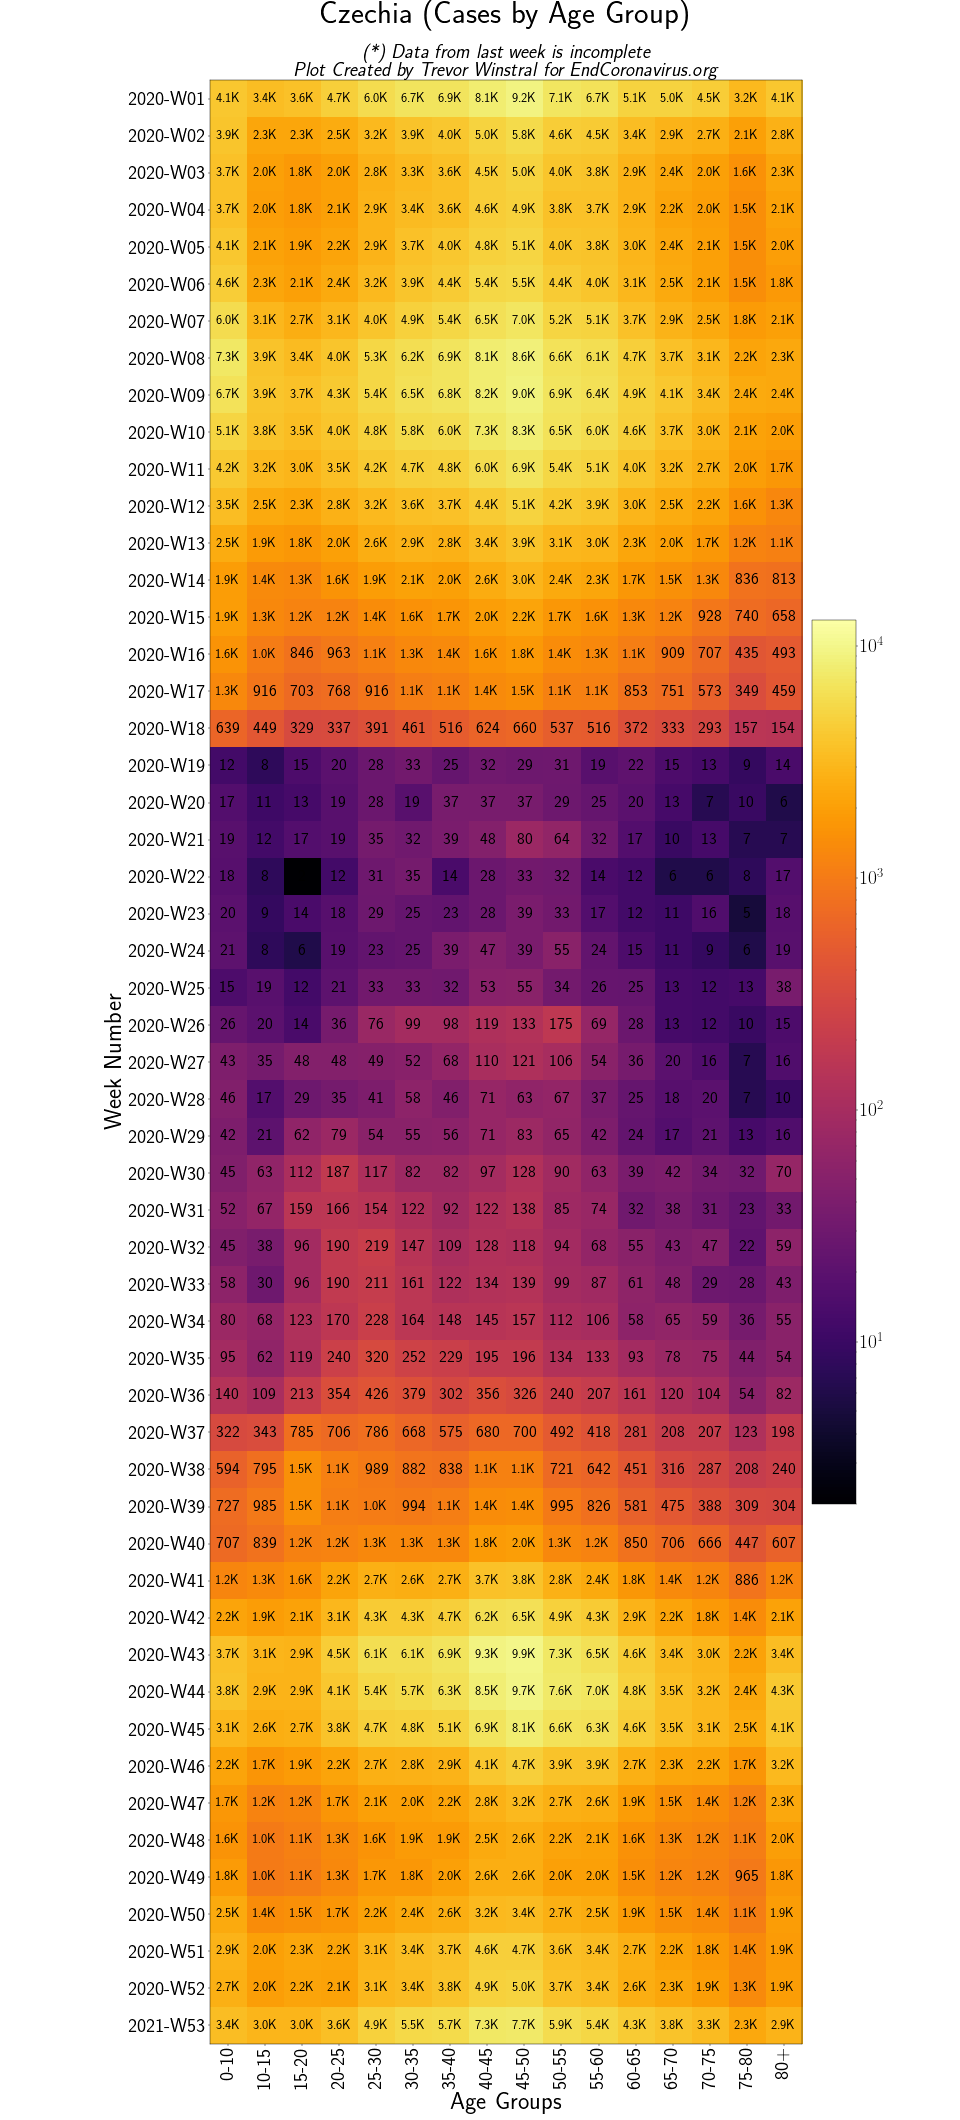 Czechia (Cases by Age Group)
(*) Data from last week is incomplete
Plot Created by Trevor Winstral for EndCoronavirus.org
2020-W01 4.1K 3.4K 3.6K 4.7K 6.0K 6.7K 6.9K 8.1K 9.2K 7.1K 6.7K 5.1K 5.0K 4.5K 3.2K 4.1K
2020-W02 3.9K 2.3K 2.3K 2.5K 3.2K 3.9K 4.0K 5.0K 5.8K 4.6K 4.5K 3.4K 2.9K 2.7K 2.1K 2.8K
2020-W03 3.7K 2.0K 1.8K 2.0K 2.8K 3.3K 3.6K 4.5K 5.0K 4.0K 3.8K 2.9K 2.4K 2.0K 1.6K 2.3K
2020-W04 3.7K 2.0K 1.8K 2.1K 2.9K 3.4K 3.6K 4.6K 4.9K 3.8K 3.7K 2.9K 2.2K 2.0K 1.5K 2.1K
2020-W05 4.1K 2.1K 1.9K 2.2K 2.9K 3.7K 4.0K 4.8K 5.1K 4.0K 3.8K 3.0K 2.4K 2.1K 1.5K 2.0K
2020-W06 4.6K 2.3K 2.1K 2.4K 3.2K 3.9K 4.4K 5.4K 5.5K 4.4K 4.0K 3.1K 2.5K 2.1K 1.5K 1.8K
2020-W07 6.0K 3.1K 2.7K 3.1K 4.0K 4.9K 5.4K 6.5K 7.0K 5.2K 5.1K 3.7K 2.9K 2.5K 1.8K 2.1K
2020-W08 7.3K 3.9K 3.4K 4.0K 5.3K 6.2K 6.9K 8.1K 8.6K 6.6K 6.1K 4.7K 3.7K 3.1K 2.2K 2.3K
2020-W09 6.7K 3.9K 3.7K 4.3K 5.4K 6.5K 6.8K 8.2K 9.0K 6.9K 6.4K 4.9K 4.1K 3.4K 2.4K 2.4K
2020-W10 5.1K 3.8K 3.5K 4.0K 4.8K 5.8K 6.0K 7.3K 8.3K 6.5K 6.0K 4.6K 3.7K 3.0K 2.1K 2.0K
2020-W11 4.2K 3.2K 3.0K 3.5K 4.2K 4.7K 4.8K 6.0K 6.9K 5.4K 5.1K 4.0K 3.2K 2.7K 2.0K 1.7K
2020-W12 3.5K 2.5K 2.3K 2.8K 3.2K 3.6K 3.7K 4.4K 5.1K 4.2K 3.9K 3.0K 2.5K 2.2K 1.6K 1.3K
2020-W13 2.5K 1.9K 1.8K 2.0K 2.6K 2.9K 2.8K 3.4K 3.9K 3.1K 3.0K 2.3K 2.0K 1.7K 1.2K 1.1K
2020-W14 1.9K 1.4K 1.3K 1.6K 1.9K 2.1K 2.0K 2.6K 3.0K 2.4K 2.3K 1.7K 1.5K 1.3K 836 813
2020-W15 1.9K 1.3K 1.2K 1.2K 1.4K 1.6K 1.7K 2.0K 2.2K 1.7K 1.6K 1.3K 1.2K 928 740 658
2020-W16 1.6K 1.0K 846 963 1.1K 1.3K 1.4K 1.6K 1.8K 1.4K 1.3K 1.1K 909 707 435 493
2020-W17 1.3K 916 703 768 916 1.1K 1.1K 1.4K 1.5K 1.1K 1.1K 853 751 573 349 459
2020-W18 639 449 329 337 391 461 516 624 660 537 516 372 333 293 157 154
2020-W19 12 8 15 20 28 33 25 32 29 31 19 22 15 13 9 14
2020-W20 17 11 13 19 28 19 37 37 37 29 25 20 13 7 10 6
2020-W21 19 12 17 19 35 32 39 48 80 64 32 17 10 13 7 7
2020-W22 18 8 12 31 35 14 28 33 32 14 12 6 6 8 17
2020-W23 20 9 14 18 29 25 23 28 39 33 17 12 11 16 5 18
2020-W24 21 8 6 19 23 25 39 47 39 55 24 15 11 9 6 19
2020-W25 15 19 12 21 33 33 32 53 55 34 26 25 13 12 13 38
2020-W26 26 20 14 36 76 99 98 119 133 175 69 28 13 12 10 15
2020-W27 43 35 48 48 49 52 68 110 121 106 54 36 20 16 7 16
2020-W28 46 17 29 35 41 58 46 71 63 67 37 25 18 20 7 10
2020-W29 42 21 62 79 54 55 56 71 83 65 42 24 17 21 13 16
2020-W30 45 63 112 187 117 82 82 97 128 90 63 39 42 34 32 70
2020-W31 52 67 159 166 154 122 92 122 138 85 74 32 38 31 23 33
2020-W32 45 38 96 190 219 147 109 128 118 94 68 55 43 47 22 59
2020-W33 58 30 96 190 211 161 122 134 139 99 87 61 48 29 28 43
2020-W34 80 68 123 170 228 164 148 145 157 112 106 58 65 59 36 55
2020-W35 95 62 119 240 320 252 229 195 196 134 133 93 78 75 44 54
2020-W36 140 109 213 354 426 379 302 356 326 240 207 161 120 104 54 82
2020-W37 322 343 785 706 786 668 575 680 700 492 418 281 208 207 123 198
2020-W38 594 795 1.5K 1.1K 989 882 838 1.1K 1.1K 721 642 451 316 287 208 240
2020-W39 727 985 1.5K 1.1K 1.0K 994 1.1K 1.4K 1.4K 995 826 581 475 388 309 304
2020-W40 707 839 1.2K 1.2K 1.3K 1.3K 1.3K 1.8K 2.0K 1.3K 1.2K 850 706 666 447 607
2020-W41 1.2K 1.3K 1.6K 2.2K 2.7K 2.6K 2.7K 3.7K 3.8K 2.8K 2.4K 1.8K 1.4K 1.2K 886 1.2K
2020-W42 2.2K 1.9K 2.1K 3.1K 4.3K 4.3K 4.7K 6.2K 6.5K 4.9K 4.3K 2.9K 2.2K 1.8K 1.4K 2.1K
2020-W43 3.7K 3.1K 2.9K 4.5K 6.1K 6.1K 6.9K 9.3K 9.9K 7.3K 6.5K 4.6K 3.4K 3.0K 2.2K 3.4K
2020-W44 3.8K 2.9K 2.9K 4.1K 5.4K 5.7K 6.3K 8.5K 9.7K 7.6K 7.0K 4.8K 3.5K 3.2K 2.4K 4.3K
2020-W45 3.1K 2.6K 2.7K 3.8K 4.7K 4.8K 5.1K 6.9K 8.1K 6.6K 6.3K 4.6K 3.5K 3.1K 2.5K 4.1K
2020-W46 2.2K 1.7K 1.9K 2.2K 2.7K 2.8K 2.9K 4.1K 4.7K 3.9K 3.9K 2.7K 2.3K 2.2K 1.7K 3.2K
2020-W47 1.7K 1.2K 1.2K 1.7K 2.1K 2.0K 2.2K 2.8K 3.2K 2.7K 2.6K 1.9K 1.5K 1.4K 1.2K 2.3K
2020-W48 1.6K 1.0K 1.1K 1.3K 1.6K 1.9K 1.9K 2.5K 2.6K 2.2K 2.1K 1.6K 1.3K 1.2K 1.1K 2.0K
2020-W49 1.8K 1.0K 1.1K 1.3K 1.7K 1.8K 2.0K 2.6K 2.6K 2.0K 2.0K 1.5K 1.2K 1.2K 965 1.8K
2020-W50 2.5K 1.4K 1.5K 1.7K 2.2K 2.4K 2.6K 3.2K 3.4K 2.7K 2.5K 1.9K 1.5K 1.4K 1.1K 1.9K
2020-W51 2.9K 2.0K 2.3K 2.2K 3.1K 3.4K 3.7K 4.6K 4.7K 3.6K 3.4K 2.7K 2.2K 1.8K 1.4K 1.9K
2020-W52 2.7K 2.0K 2.2K 2.1K 3.1K 3.4K 3.8K 4.9K 5.0K 3.7K 3.4K 2.6K 2.3K 1.9K 1.3K 1.9K
2021-W53 3.4K 3.0K 3.0K 3.6K 4.9K 5.5K 5.7K 7.3K 7.7K 5.9K 5.4K 4.3K 3.8K 3.3K 2.3K 2.9K
0-10 10-15 15-20 20-25 25-30 30-35 35-40 40-45 45-50 50-55 55-60 60-65 65-70 70-75 75-80 80+
Age Groups
Week Number
10⁴
10³
10²
10¹